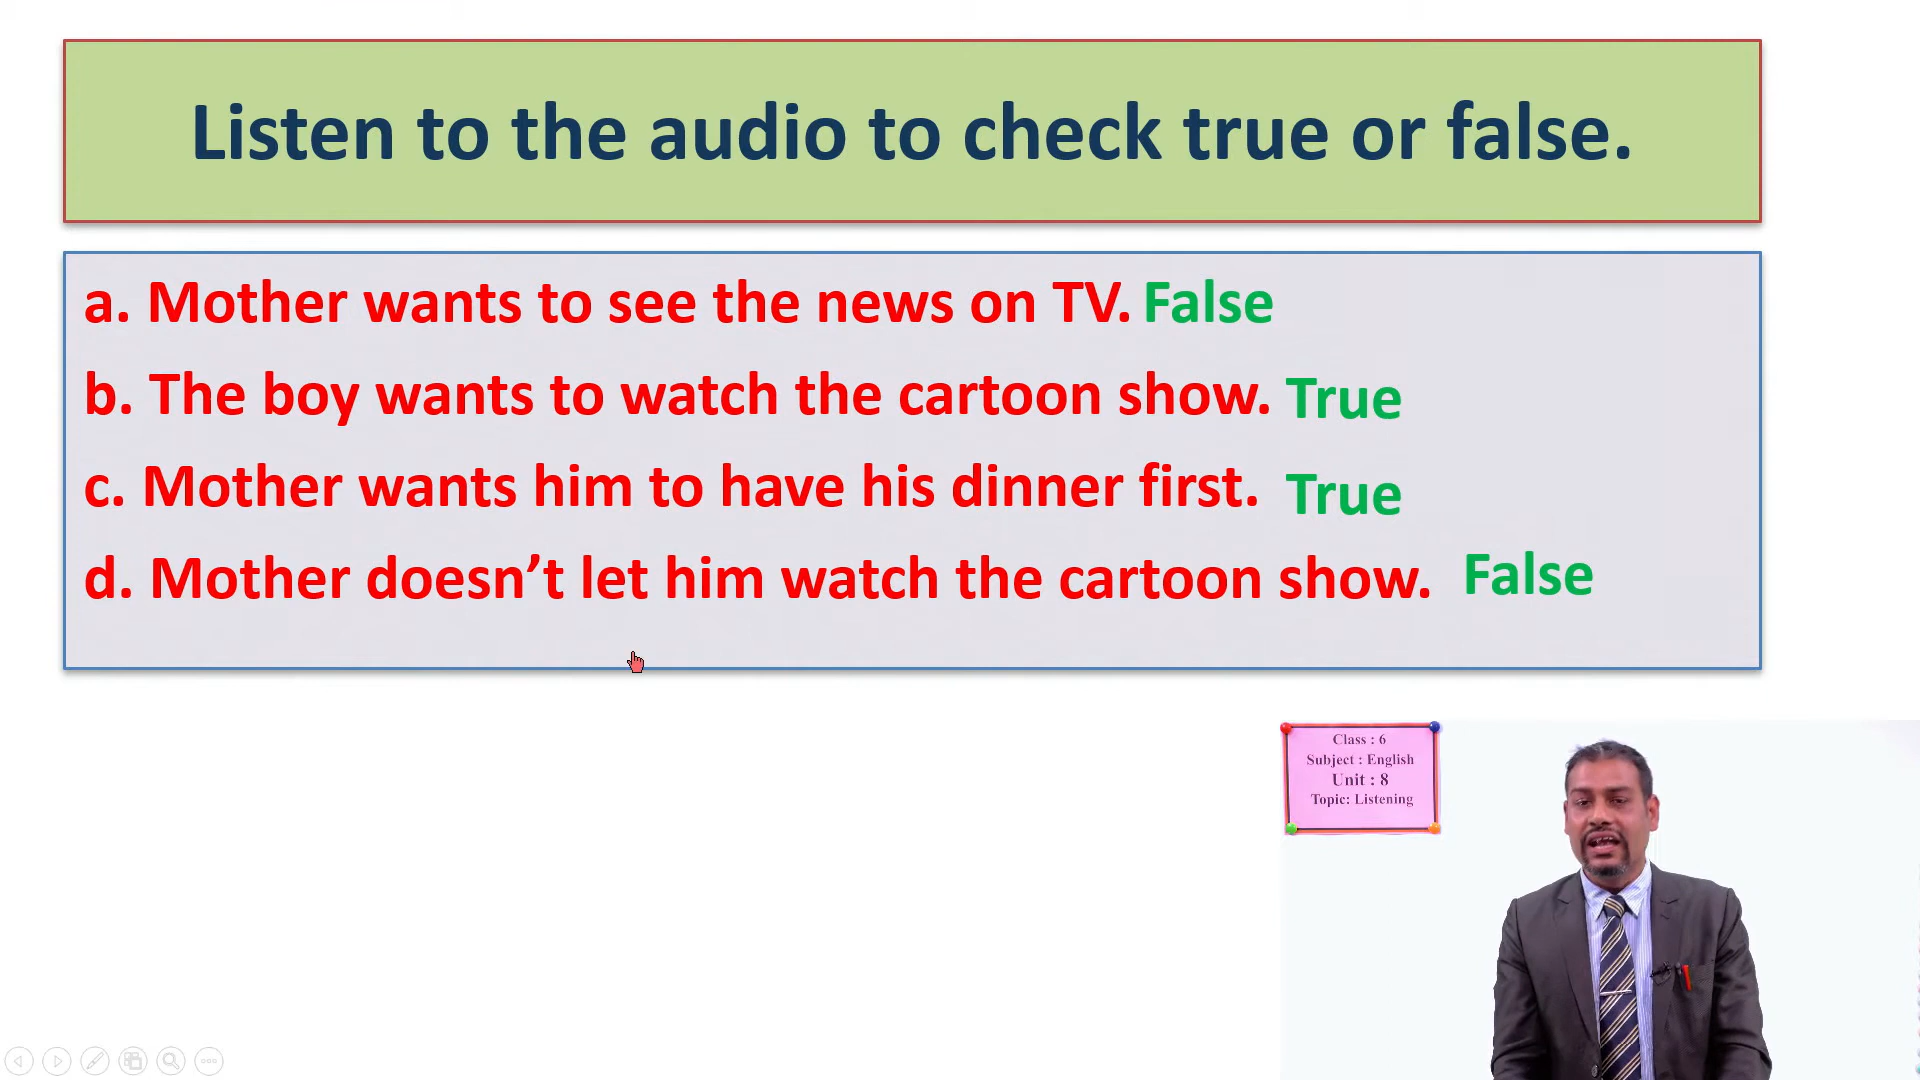 Listen to the audio to check true or false.
a. Mother wants to see the news on TV. False
b. The boy wants to watch the cartoon show. True
c. Mother wants him to have his dinner first. True
d. Mother doesn’t let him watch the cartoon show. False
Class : 6
Subject : English
Unit : 8
Topic: Listening